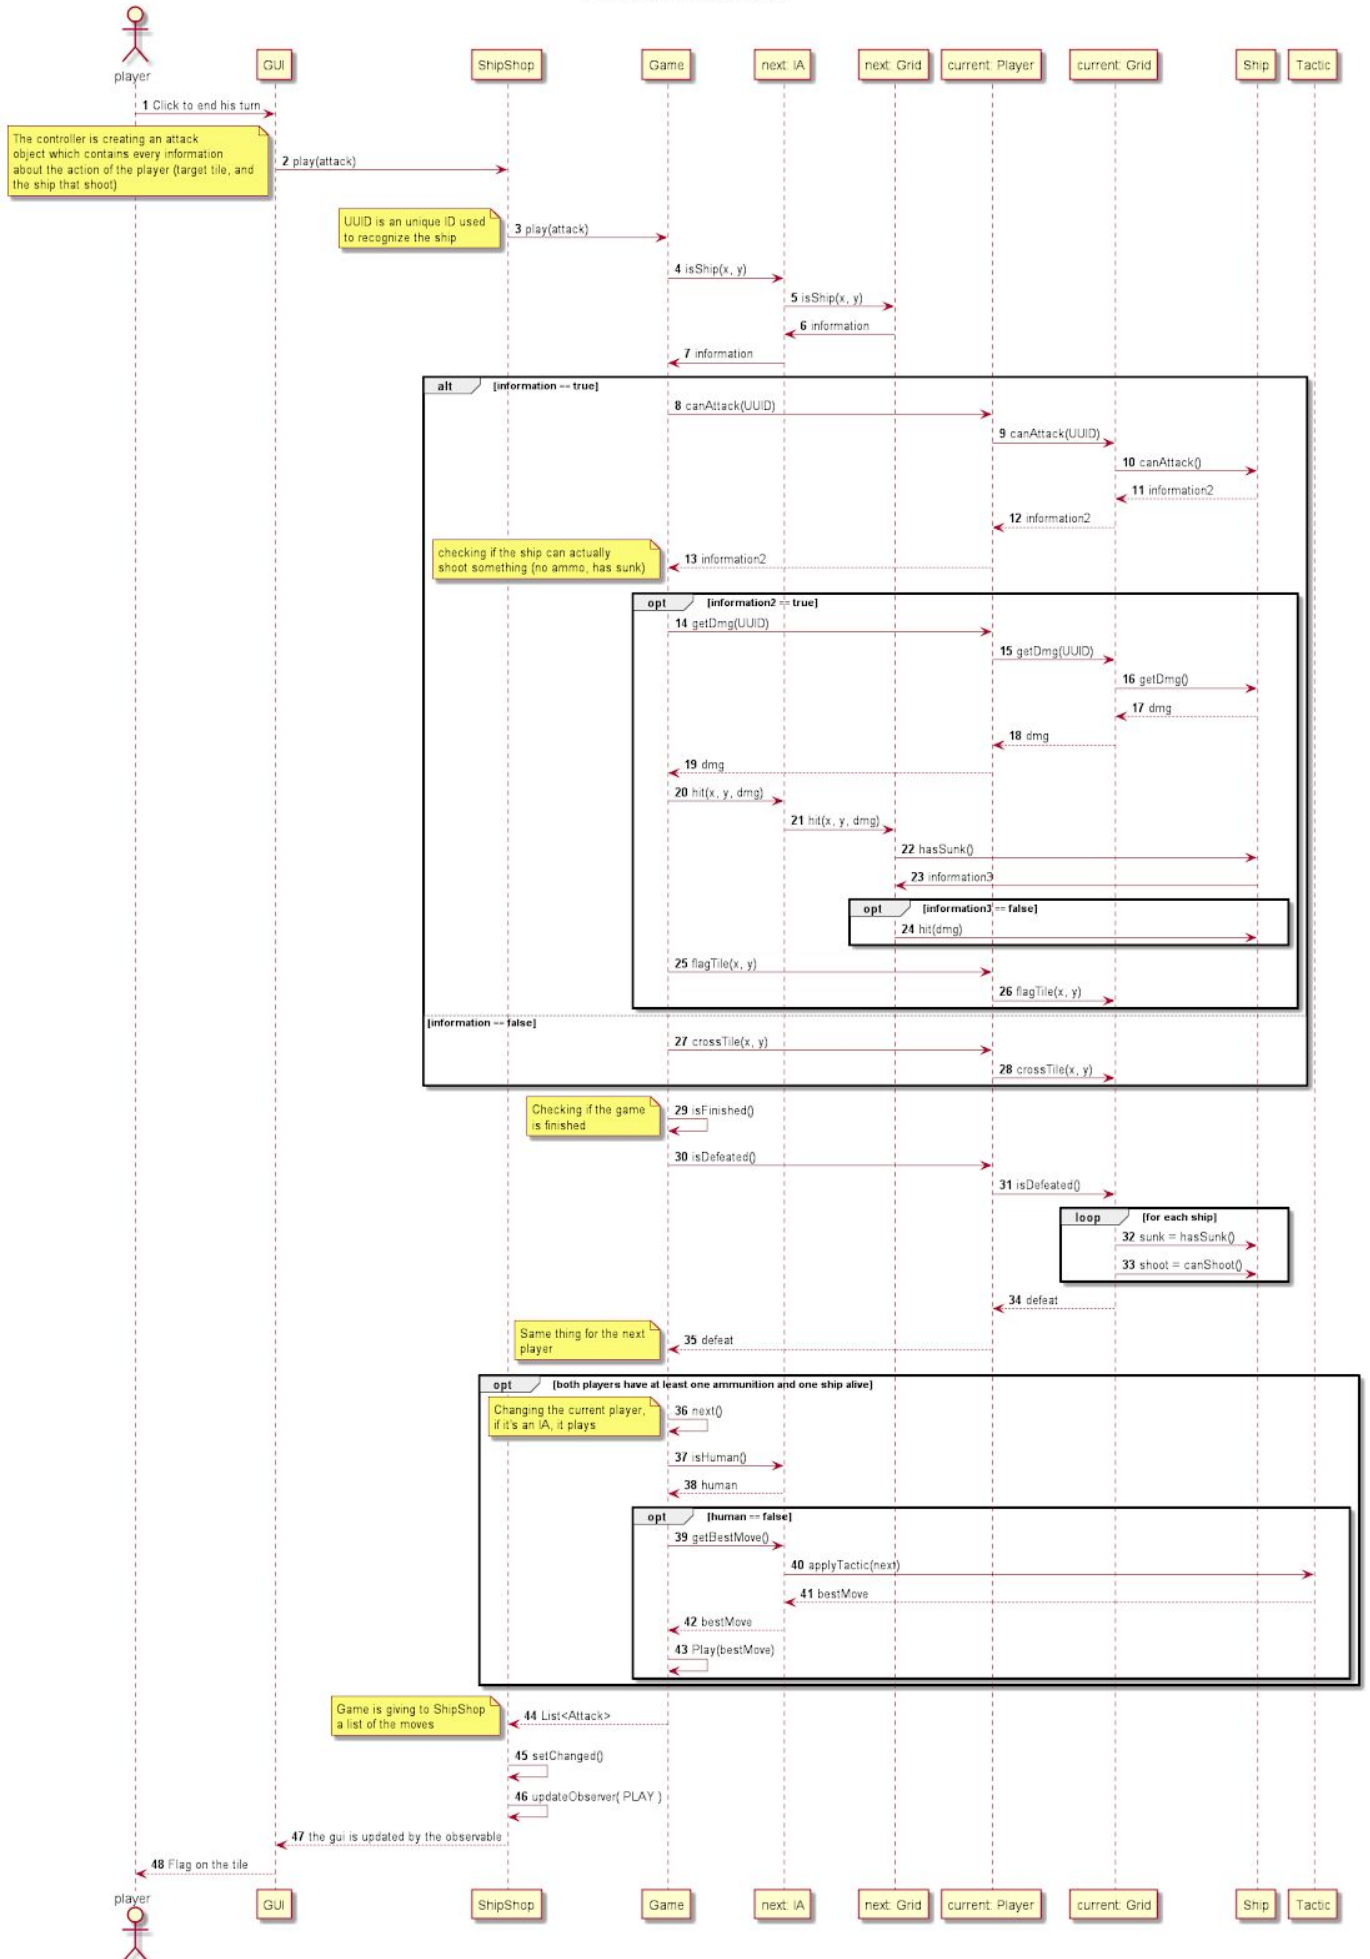 player
GUI
ShipShop
Game
next: IA
next: Grid
current: Player
current: Grid
Ship
Tactic
1 Click to end his turn
The controller is creating an attack
object which contains every information
about the action of the player (target tile, and
the ship that shoot)
2 play(attack)
UUID is an unique ID used
to recognize the ship
3 play(attack)
4 isShip(x, y)
5 isShip(x, y)
6 information
7 information
alt [information == true]
8 canAttack(UUID)
9 canAttack(UUID)
10 canAttack()
11 information2
12 information2
checking if the ship can actually
shoot something (no ammo, has sunk)
13 information2
opt [information2 == true]
14 getDmg(UUID)
15 getDmg(UUID)
16 getDmg()
17 dmg
18 dmg
19 dmg
20 hit(x, y, dmg)
21 hit(x, y, dmg)
22 hasSunk()
23 information3
opt [information3 == false]
24 hit(dmg)
25 flagTile(x, y)
26 flagTile(x, y)
[information == false]
27 crossTile(x, y)
28 crossTile(x, y)
Checking if the game
is finished
29 isFinished()
30 isDefeated()
31 isDefeated()
loop [for each ship]
32 sunk = hasSunk()
33 shoot = canShoot()
34 defeat
Same thing for the next
player
35 defeat
opt [both players have at least one ammunition and one ship alive]
Changing the current player,
if it's an IA, it plays
36 next()
37 isHuman()
38 human
opt [human == false]
39 getBestMove()
40 applyTactic(next)
41 bestMove
42 bestMove
43 Play(bestMove)
Game is giving to ShipShop
a list of the moves
44 List<Attack>
45 setChanged()
46 updateObserver( PLAY )
47 the gui is updated by the observable
48 Flag on the tile
player
GUI
ShipShop
Game
next: IA
next: Grid
current: Player
current: Grid
Ship
Tactic